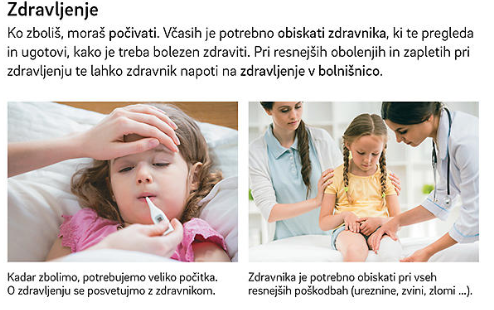 Zdravljenje
Ko zboliš, moraš počivati. Včasih je potrebno obiskati zdravnika, ki te pregleda
in ugotovi, kako je treba bolezen zdraviti. Pri resnejših obolenjih in zapletih pri
zdravljenju te lahko zdravnik napoti na zdravljenje v bolnišnico.
Kadar zbolimo, potrebujemo veliko počitka.
O zdravljenju se posvetujmo z zdravnikom.
Zdravnika je potrebno obiskati pri vseh
resnejših poškodbah (ureznine, zvini, zlomi ...).